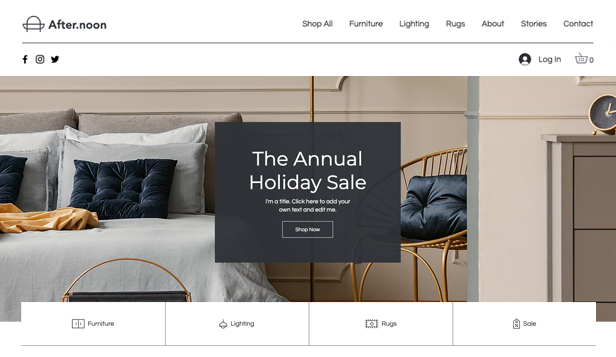 After.noon
Shop All Furniture Lighting Rugs About Stories Contact
Log In 0
The Annual
Holiday Sale
I'm a title. Click here to add your
own text and edit me.
Shop Now
Furniture Lighting Rugs Sale